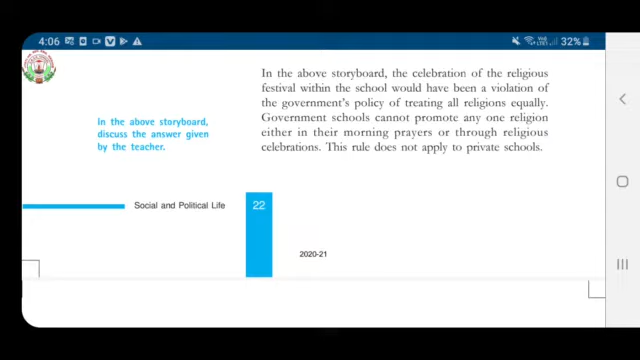 4:06
Vo))
LTE1
32%
In the above storyboard, the celebration of the religious
festival within the school would have been a violation
of the government's policy of treating all religions equally.
Government schools cannot promote any one religion
either in their morning prayers or through religious
celebrations. This rule does not apply to private schools.
In the above storyboard,
discuss the answer given
by the teacher.
Social and Political Life
22
2020-21